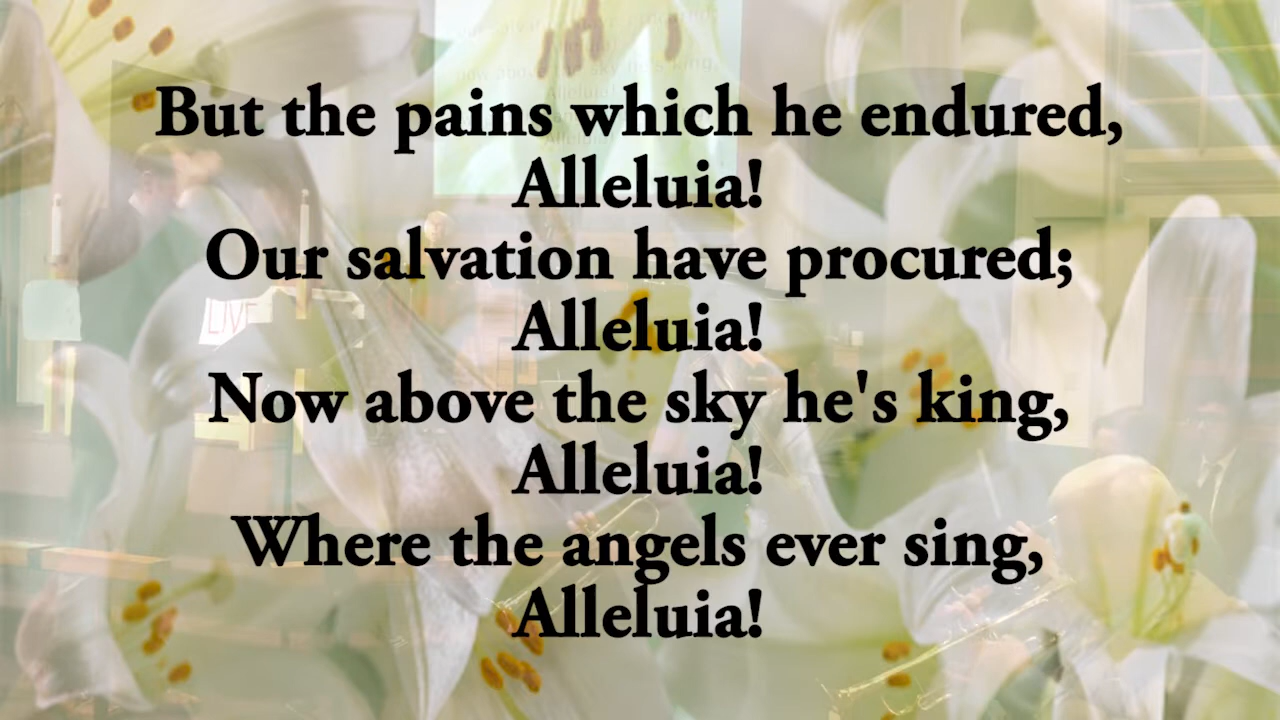 But the pains which he endured,
Alleluia!
Our salvation have procured;
Alleluia!
Now above the sky he's king,
Alleluia!
Where the angels ever sing,
Alleluia!
LIVE